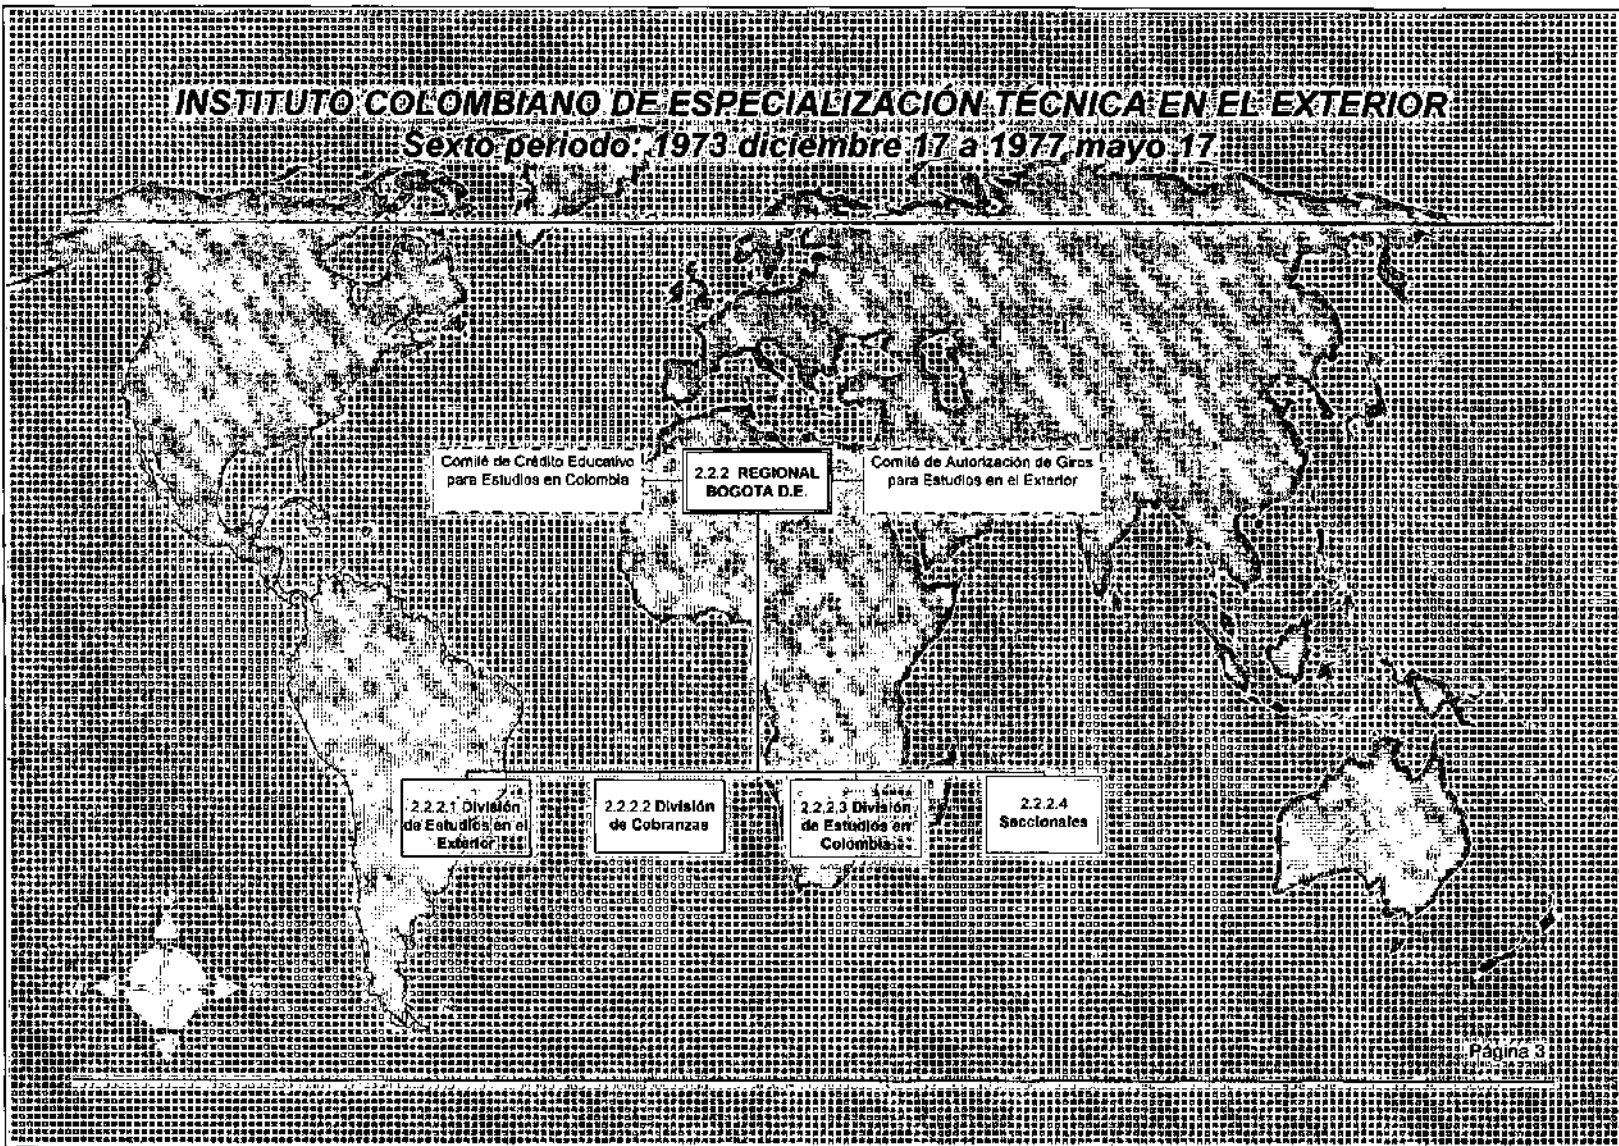 INSTITUTO COLOMBIANO DE ESPECIALIZACIÓN TÉCNICA EN EL EXTERIOR
Sexto periodo: 1973 diciembre 17 a 1977 mayo 17
Comité de Crédito Educativo
para Estudios en Colombia
2.2.2 REGIONAL
BOGOTA D.E.
Comité de Autorización de Giros
para Estudios en el Exterior
2.2.2.1 División
de Estudios en el
Exterior
2.2.2.2 División
de Cobranzas
2.2.2.3 División
de Estudios en
Colombia
2.2.2.4
Seccionales
Página 3